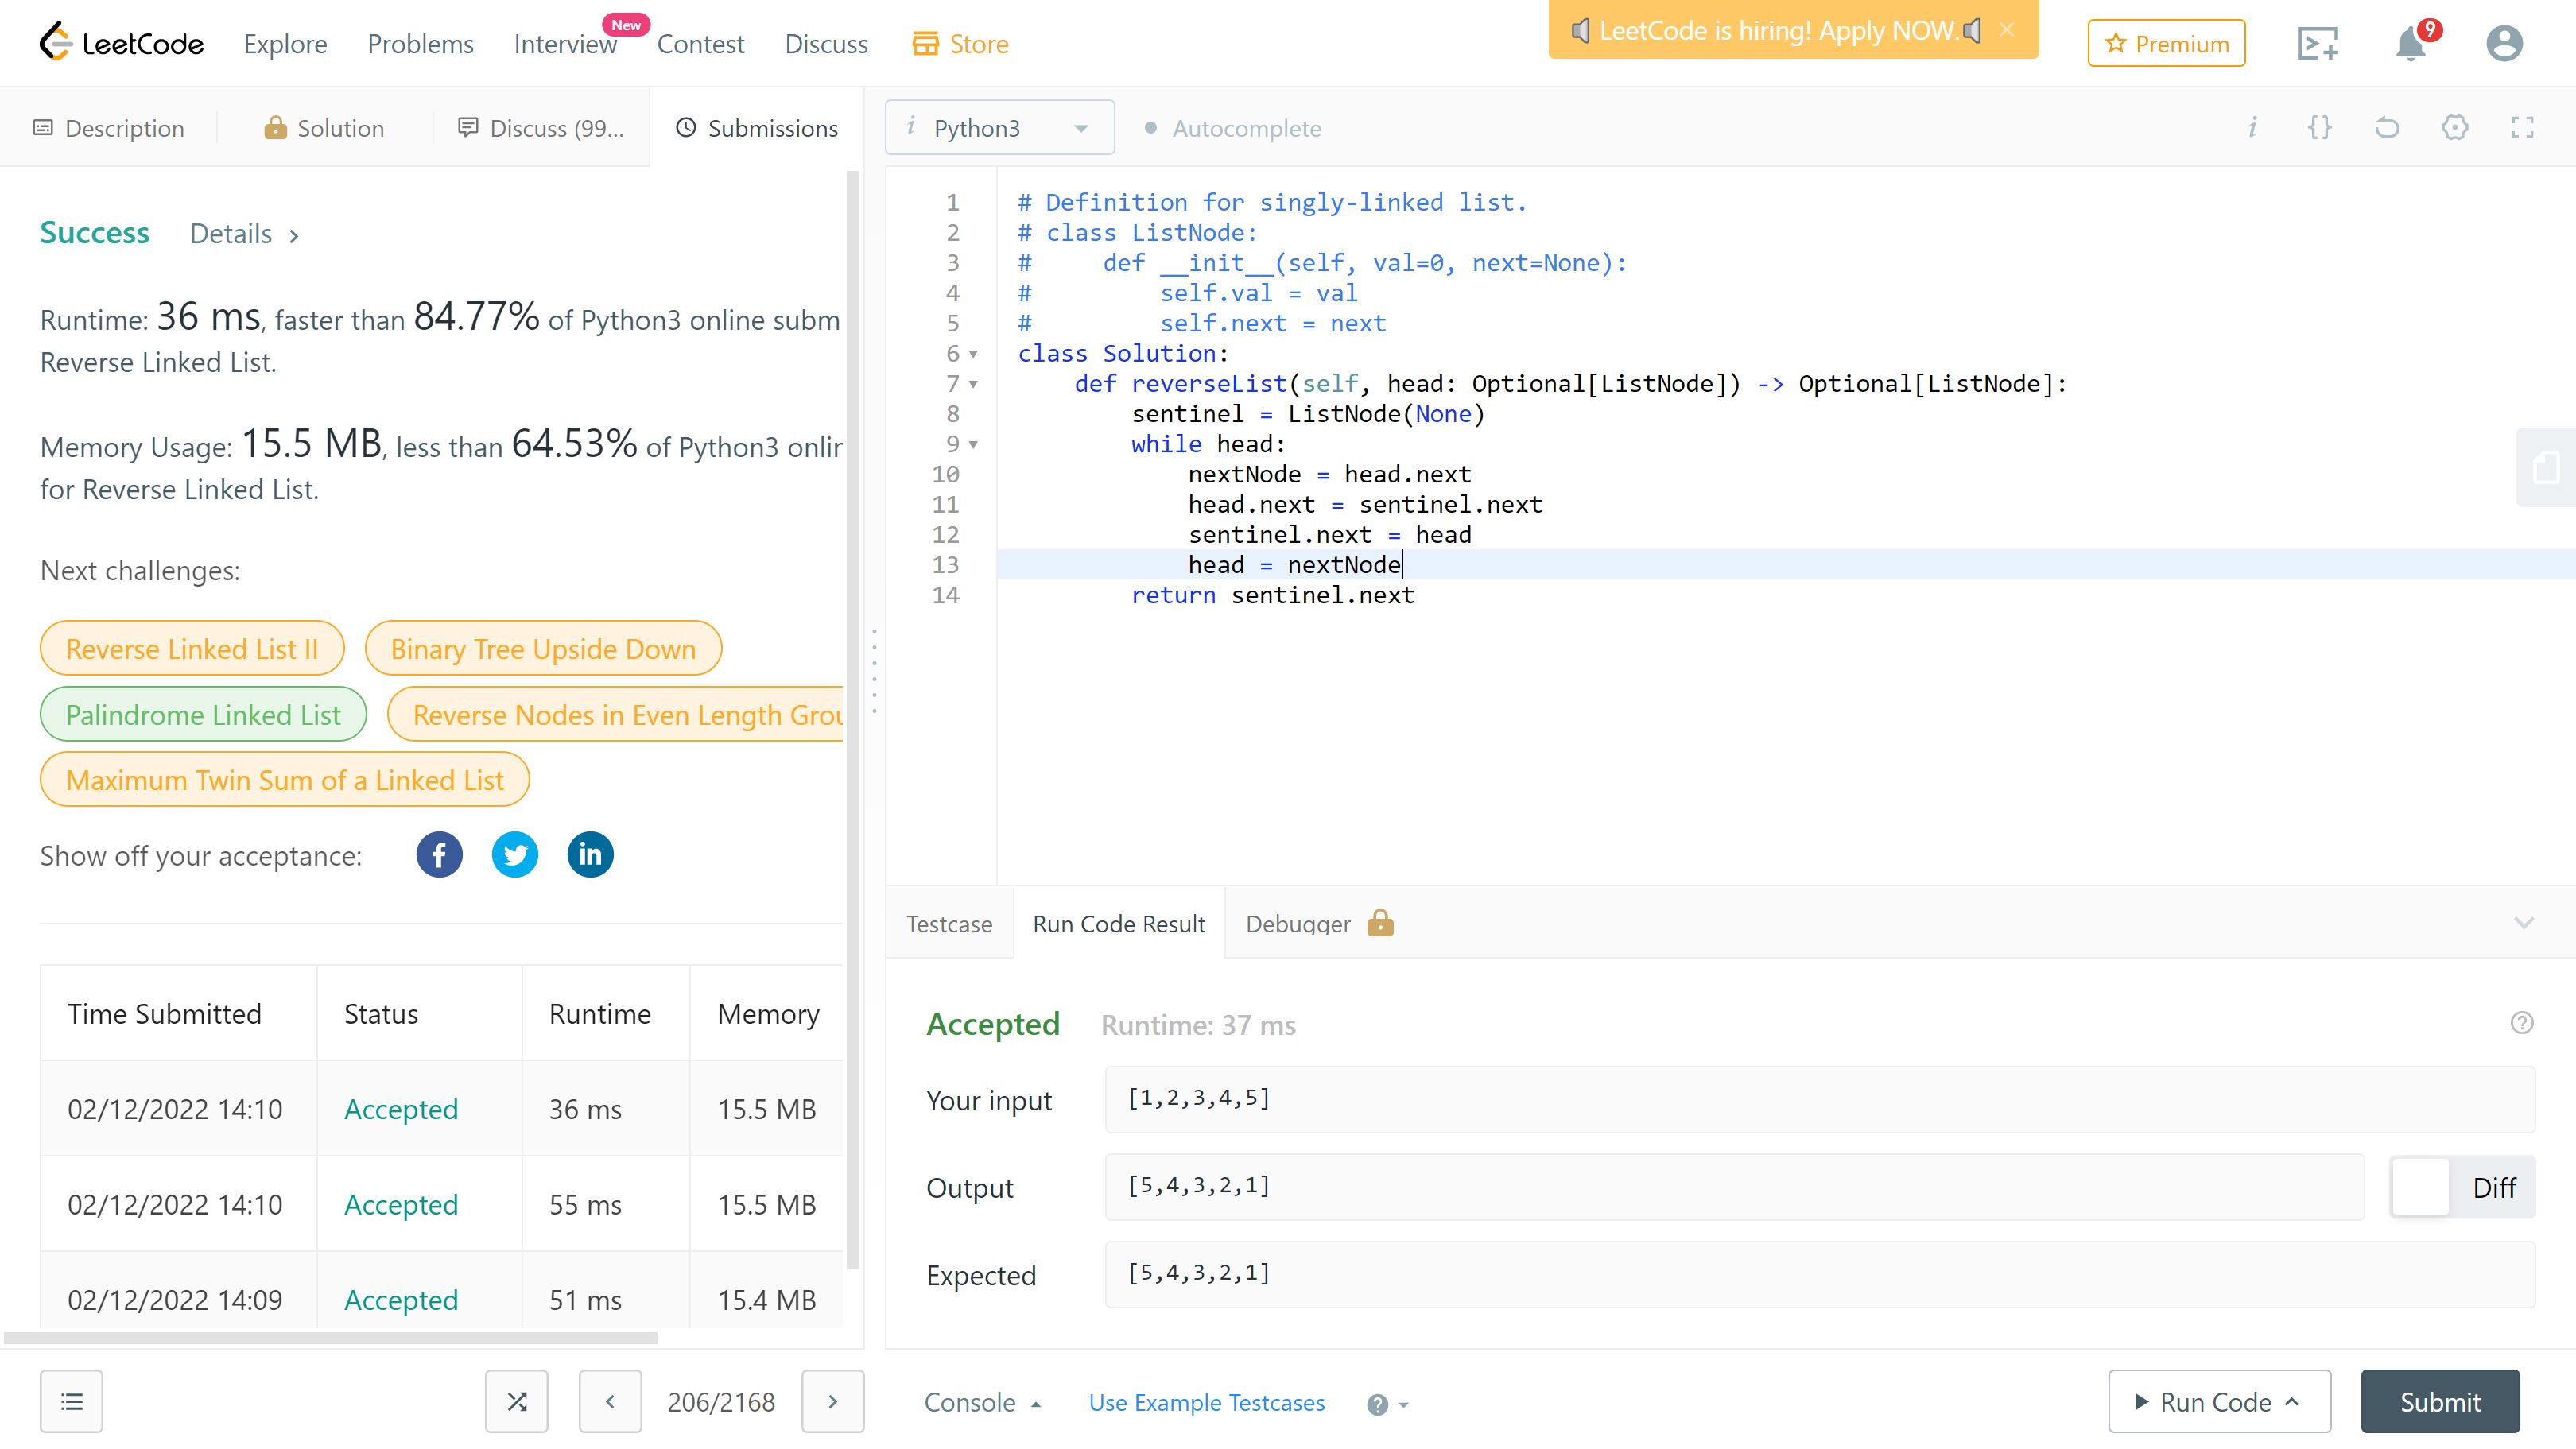 LeetCode
Explore
Problems
Interview
New
Contest
Discuss
Store
LeetCode is hiring! Apply NOW.
Premium
9
Description
Solution
Discuss (99...
Submissions
i Python3
Autocomplete
i {}
Success Details
Runtime: 36 ms, faster than 84.77% of Python3 online subm
Reverse Linked List.
Memory Usage: 15.5 MB, less than 64.53% of Python3 onlin
for Reverse Linked List.
Next challenges:
Reverse Linked List II
Binary Tree Upside Down
Palindrome Linked List
Reverse Nodes in Even Length Grou
Maximum Twin Sum of a Linked List
Show off your acceptance:
Time Submitted Status Runtime Memory
02/12/2022 14:10 Accepted 36 ms 15.5 MB
02/12/2022 14:10 Accepted 55 ms 15.5 MB
02/12/2022 14:09 Accepted 51 ms 15.4 MB
206/2168
1 # Definition for singly-linked list.
2 # class ListNode:
3 #     def __init__(self, val=0, next=None):
4 #         self.val = val
5 #         self.next = next
6 class Solution:
7     def reverseList(self, head: Optional[ListNode]) -> Optional[ListNode]:
8         sentinel = ListNode(None)
9         while head:
10             nextNode = head.next
11             head.next = sentinel.next
12             sentinel.next = head
13             head = nextNode
14         return sentinel.next
Testcase
Run Code Result
Debugger
Accepted Runtime: 37 ms
Your input [1,2,3,4,5]
Output [5,4,3,2,1] Diff
Expected [5,4,3,2,1]
Console
Use Example Testcases
Run Code
Submit